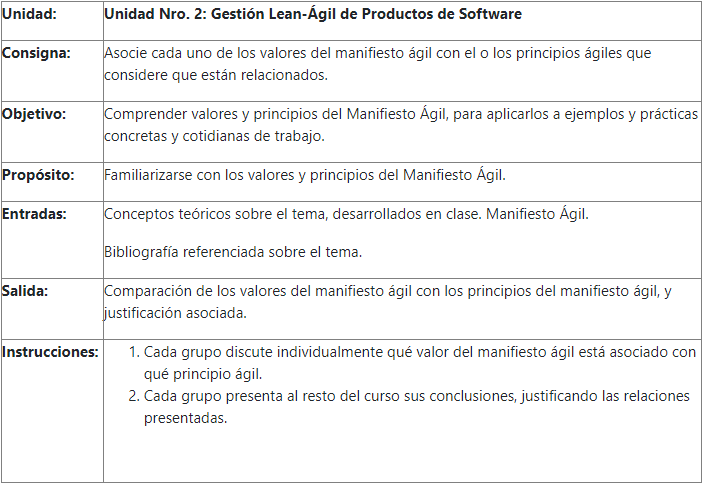 Unidad: Unidad Nro. 2: Gestión Lean-Ágil de Productos de Software
Consigna: Asocie cada uno de los valores del manifiesto ágil con el o los principios ágiles que
considere que están relacionados.
Objetivo: Comprender valores y principios del Manifiesto Ágil, para aplicarlos a ejemplos y prácticas
concretas y cotidianas de trabajo.
Propósito: Familiarizarse con los valores y principios del Manifiesto Ágil.
Entradas: Conceptos teóricos sobre el tema, desarrollados en clase. Manifiesto Ágil.
Bibliografía referenciada sobre el tema.
Salida: Comparación de los valores del manifiesto ágil con los principios del manifiesto ágil, y
justificación asociada.
Instrucciones: 1. Cada grupo discute individualmente qué valor del manifiesto ágil está asociado con
qué principio ágil.
2. Cada grupo presenta al resto del curso sus conclusiones, justificando las relaciones
presentadas.